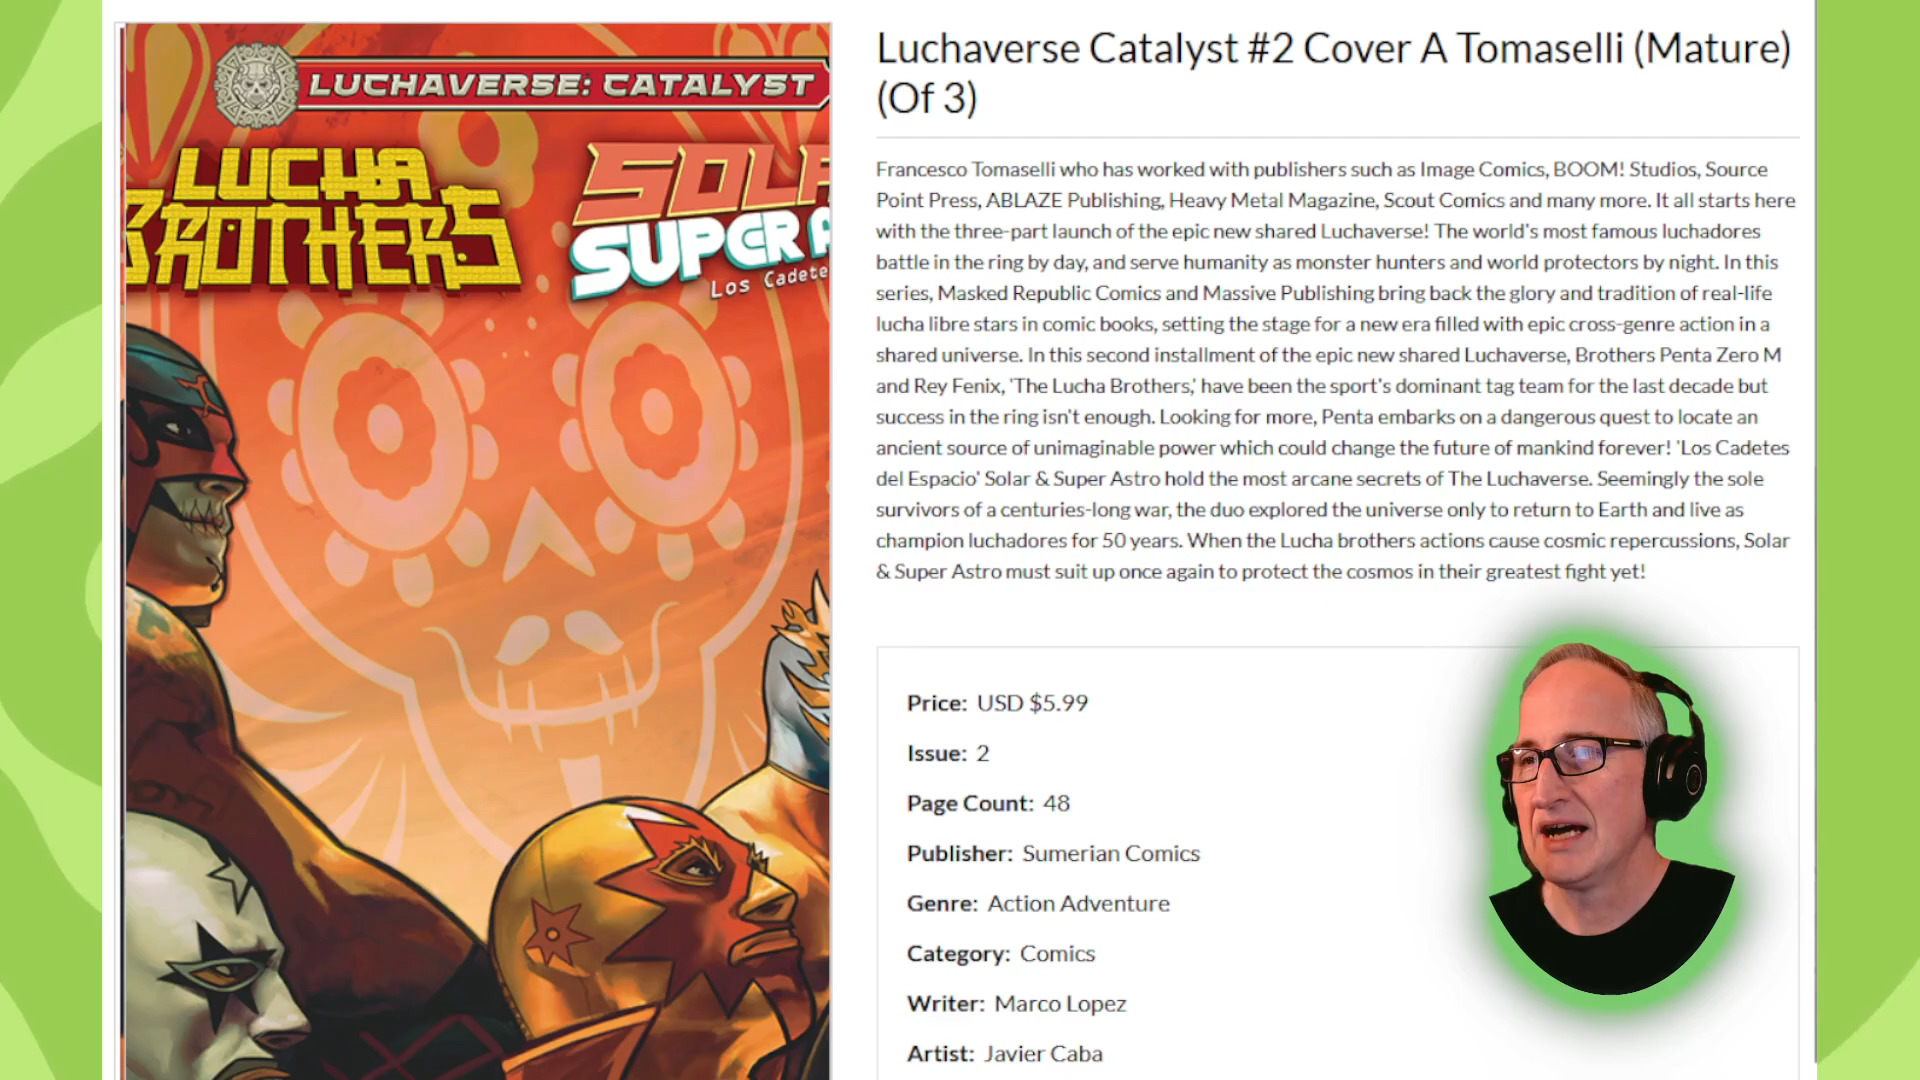 LUCHAVERSE: CATALYST
LUCHA
BROTHERS
SOLA
SUPER A
Los Cadetes
Luchaverse Catalyst #2 Cover A Tomaselli (Mature)
(Of 3)
Francesco Tomaselli who has worked with publishers such as Image Comics, BOOM! Studios, Source
Point Press, ABLAZE Publishing, Heavy Metal Magazine, Scout Comics and many more. It all starts here
with the three-part launch of the epic new shared Luchaverse! The world's most famous luchadores
battle in the ring by day, and serve humanity as monster hunters and world protectors by night. In this
series, Masked Republic Comics and Massive Publishing bring back the glory and tradition of real-life
lucha libre stars in comic books, setting the stage for a new era filled with epic cross-genre action in a
shared universe. In this second installment of the epic new shared Luchaverse, Brothers Penta Zero M
and Rey Fenix, 'The Lucha Brothers,' have been the sport's dominant tag team for the last decade but
success in the ring isn't enough. Looking for more, Penta embarks on a dangerous quest to locate an
ancient source of unimaginable power which could change the future of mankind forever! 'Los Cadetes
del Espacio' Solar & Super Astro hold the most arcane secrets of The Luchaverse. Seemingly the sole
survivors of a centuries-long war, the duo explored the universe only to return to Earth and live as
champion luchadores for 50 years. When the Lucha brothers actions cause cosmic repercussions, Solar
& Super Astro must suit up once again to protect the cosmos in their greatest fight yet!
Price: USD $5.99
Issue: 2
Page Count: 48
Publisher: Sumerian Comics
Genre: Action Adventure
Category: Comics
Writer: Marco Lopez
Artist: Javier Caba